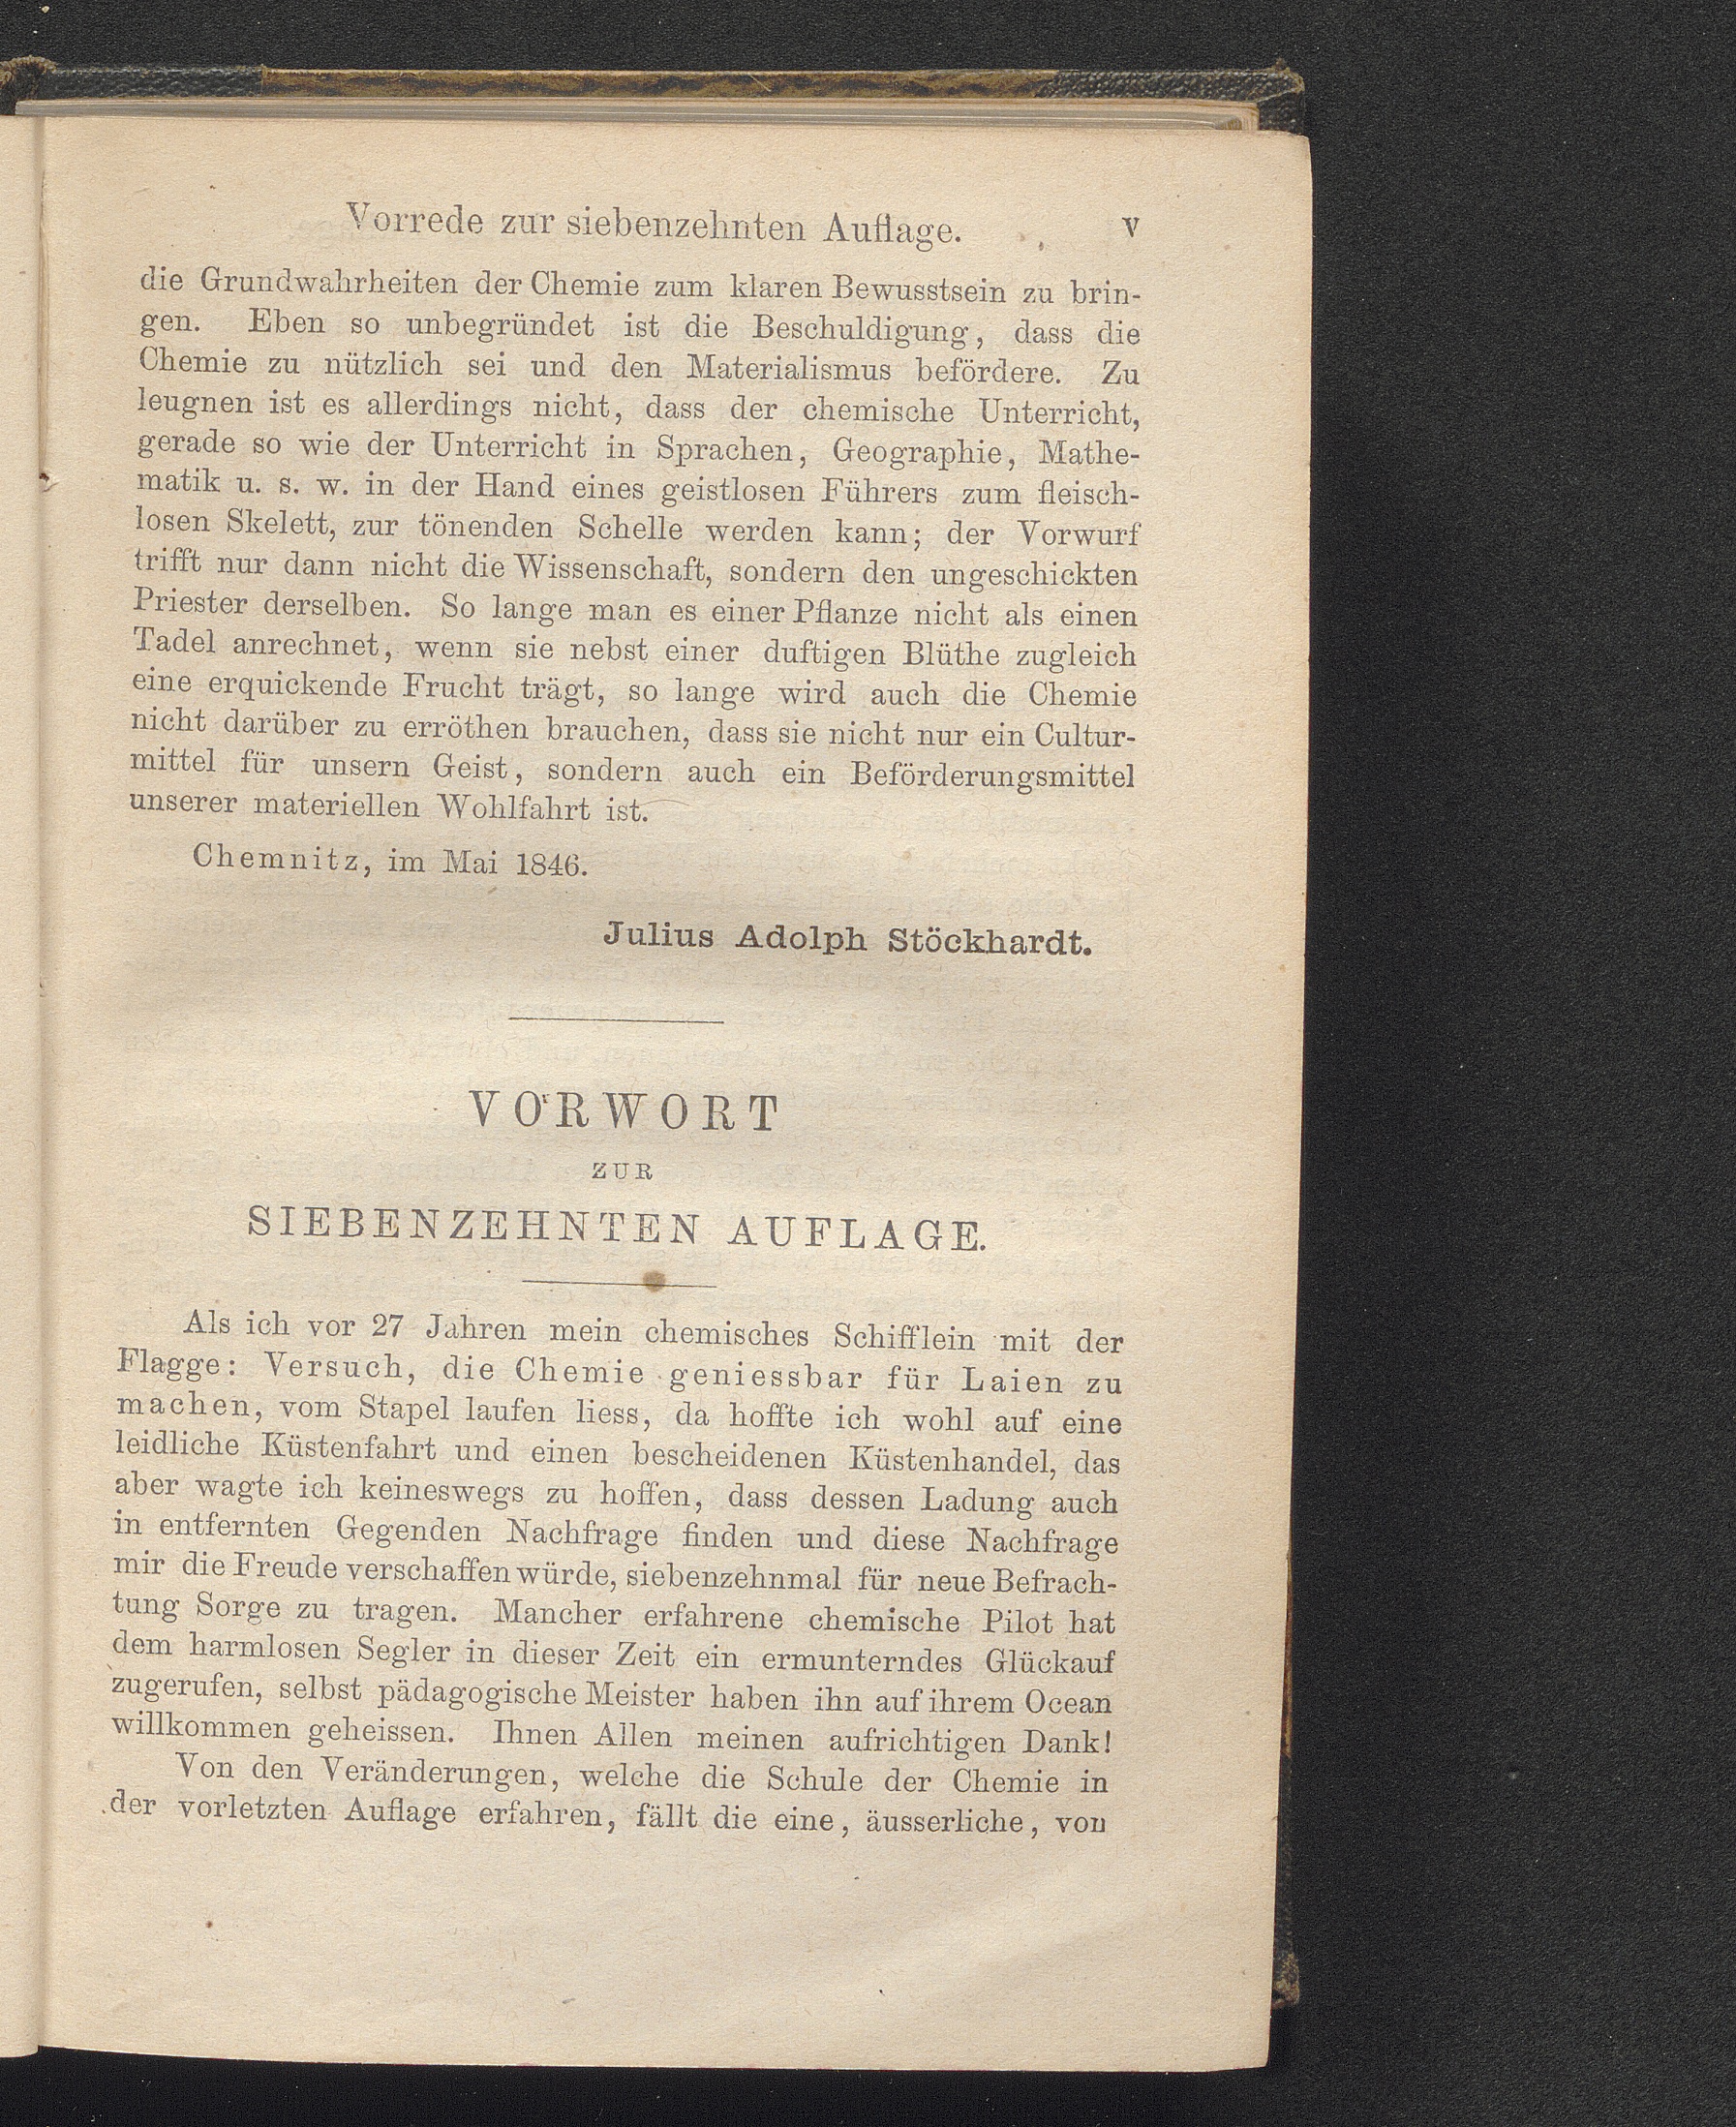 Vorrede zur siebenzehnten Auflage. V
die Grundwahrheiten der Chemie zum klaren Bewusstsein zu brin-
gen. Eben so unbegründet ist die Beschuldigung, dass die
Chemie zu nützlich sei und den Materialismus befördere. Zu
leugnen ist es allerdings nicht, dass der chemische Unterricht,
gerade so wie der Unterricht in Sprachen, Geographie, Mathe-
matik u. s. w. in der Hand eines geistlosen Führers zum fleisch-
losen Skelett, zur tönenden Schelle werden kann; der Vorwurf
trifft nur dann nicht die Wissenschaft, sondern den ungeschickten
Priester derselben. So lange man es einer Pflanze nicht als einen
Tadel anrechnet, wenn sie nebst einer duftigen Blüthe zugleich
eine erquickende Frucht trägt, so lange wird auch die Chemie
nicht darüber zu erröthen brauchen, dass sie nicht nur ein Cultur-
mittel für unsern Geist, sondern auch ein Beförderungsmittel
unserer materiellen Wohlfahrt ist.
Chemnitz, im Mai 1846.
Julius Adolph Stöckhardt.
VORWORT
ZUR
SIEBENZEHNTEN AUFLAGE.
Als ich vor 27 Jahren mein chemisches Schifflein mit der
Flagge: Versuch, die Chemie geniessbar für Laien zu
machen, vom Stapel laufen liess, da hoffte ich wohl auf eine
leidliche Küstenfahrt und einen bescheidenen Küstenhandel, das
aber wagte ich keineswegs zu hoffen, dass dessen Ladung auch
in entfernten Gegenden Nachfrage finden und diese Nachfrage
mir die Freude verschaffen würde, siebenzehnmal für neue Befrach-
tung Sorge zu tragen. Mancher erfahrene chemische Pilot hat
dem harmlosen Segler in dieser Zeit ein ermunterndes Glückauf
zugerufen, selbst pädagogische Meister haben ihn auf ihrem Ocean
willkommen geheissen. Ihnen Allen meinen aufrichtigen Dank!
Von den Veränderungen, welche die Schule der Chemie in
der vorletzten Auflage erfahren, fällt die eine, äusserliche, von